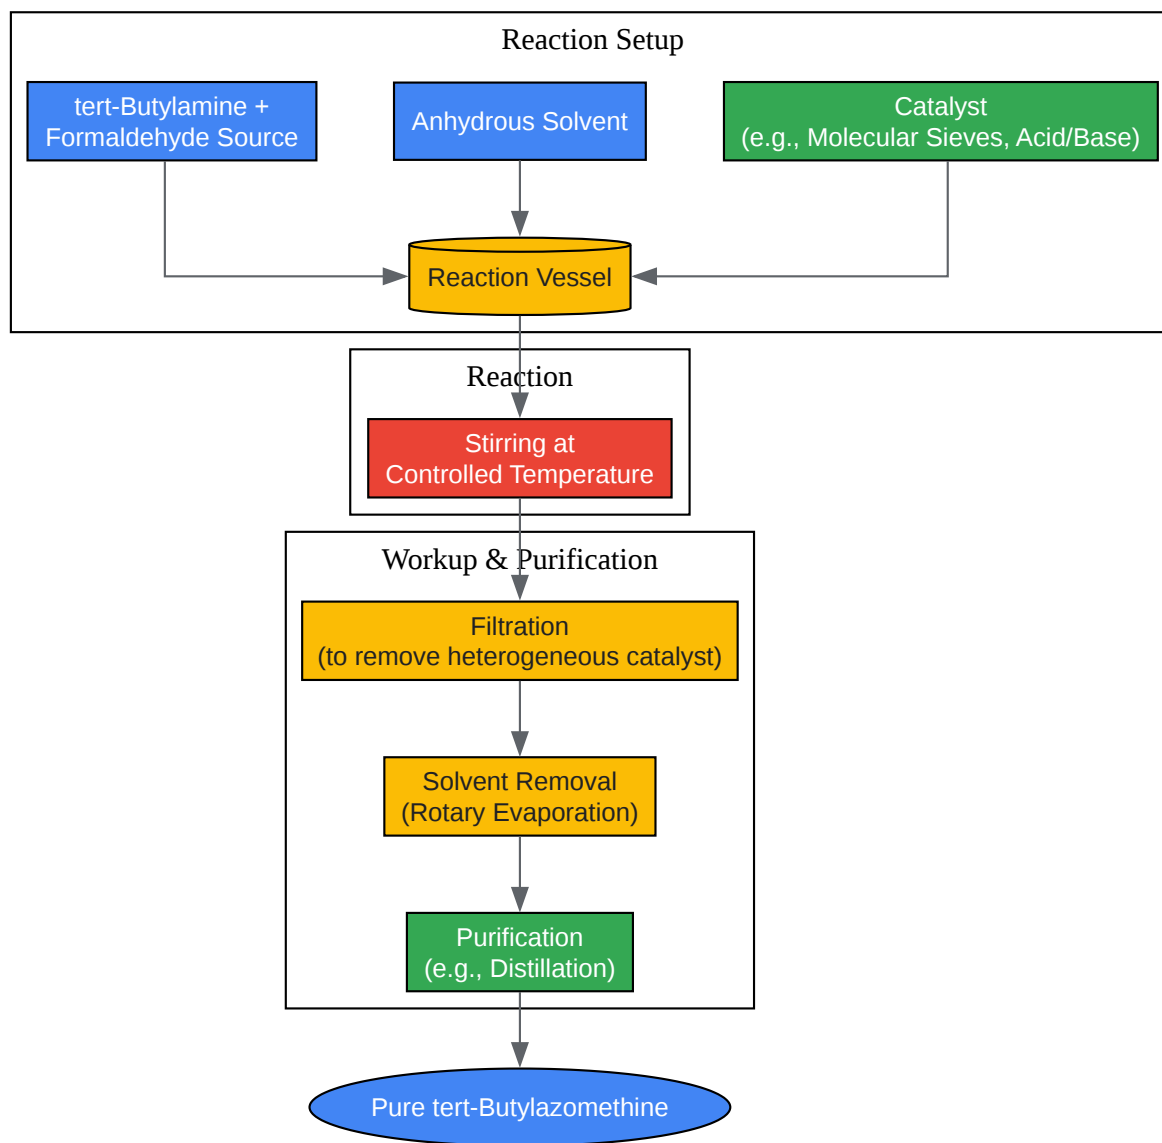 Reaction Setup
tert-Butylamine +
Formaldehyde Source
Anhydrous Solvent
Catalyst
(e.g., Molecular Sieves, Acid/Base)
Reaction Vessel
Reaction
Stirring at
Controlled Temperature
Workup & Purification
Filtration
(to remove heterogeneous catalyst)
Solvent Removal
(Rotary Evaporation)
Purification
(e.g., Distillation)
Pure tert-Butylazomethine